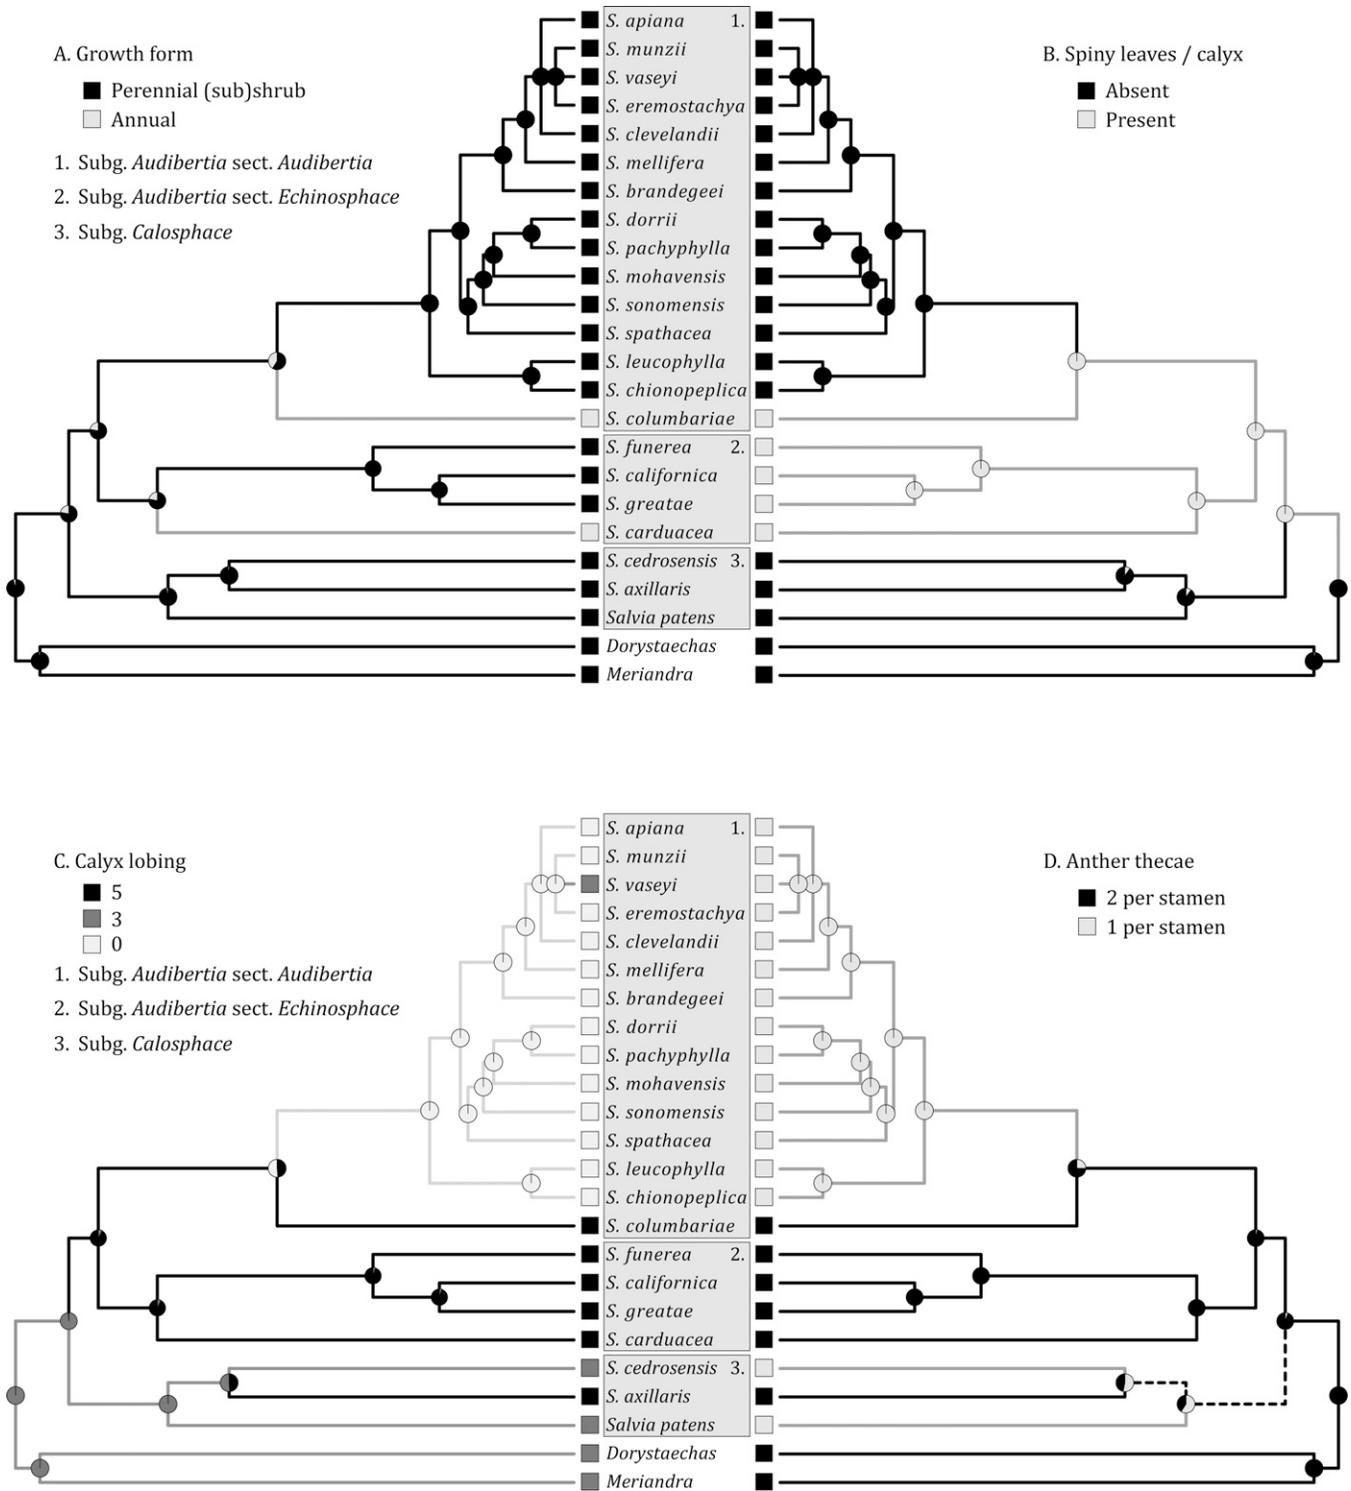 A. Growth form
Perennial (sub)shrub
Annual
1. Subg. Audibertia sect. Audibertia
2. Subg. Audibertia sect. Echinosphace
3. Subg. Calosphace
S. apiana 1.
S. munzii
S. vaseyi
S. eremostachya
S. clevelandii
S. mellifera
S. brandegeei
S. dorrii
S. pachyphylla
S. mohavensis
S. sonomensis
S. spathacea
S. leucophylla
S. chionopeplica
S. columbariae
S. funerea 2.
S. californica
S. greatae
S. carduacea
S. cedrosensis 3.
S. axillaris
Salvia patens
Dorystaechas
Meriandra
B. Spiny leaves / calyx
Absent
Present
C. Calyx lobing
5
3
0
1. Subg. Audibertia sect. Audibertia
2. Subg. Audibertia sect. Echinosphace
3. Subg. Calosphace
S. apiana 1.
S. munzii
S. vaseyi
S. eremostachya
S. clevelandii
S. mellifera
S. brandegeei
S. dorrii
S. pachyphylla
S. mohavensis
S. sonomensis
S. spathacea
S. leucophylla
S. chionopeplica
S. columbariae
S. funerea 2.
S. californica
S. greatae
S. carduacea
S. cedrosensis 3.
S. axillaris
Salvia patens
Dorystaechas
Meriandra
D. Anther thecae
2 per stamen
1 per stamen